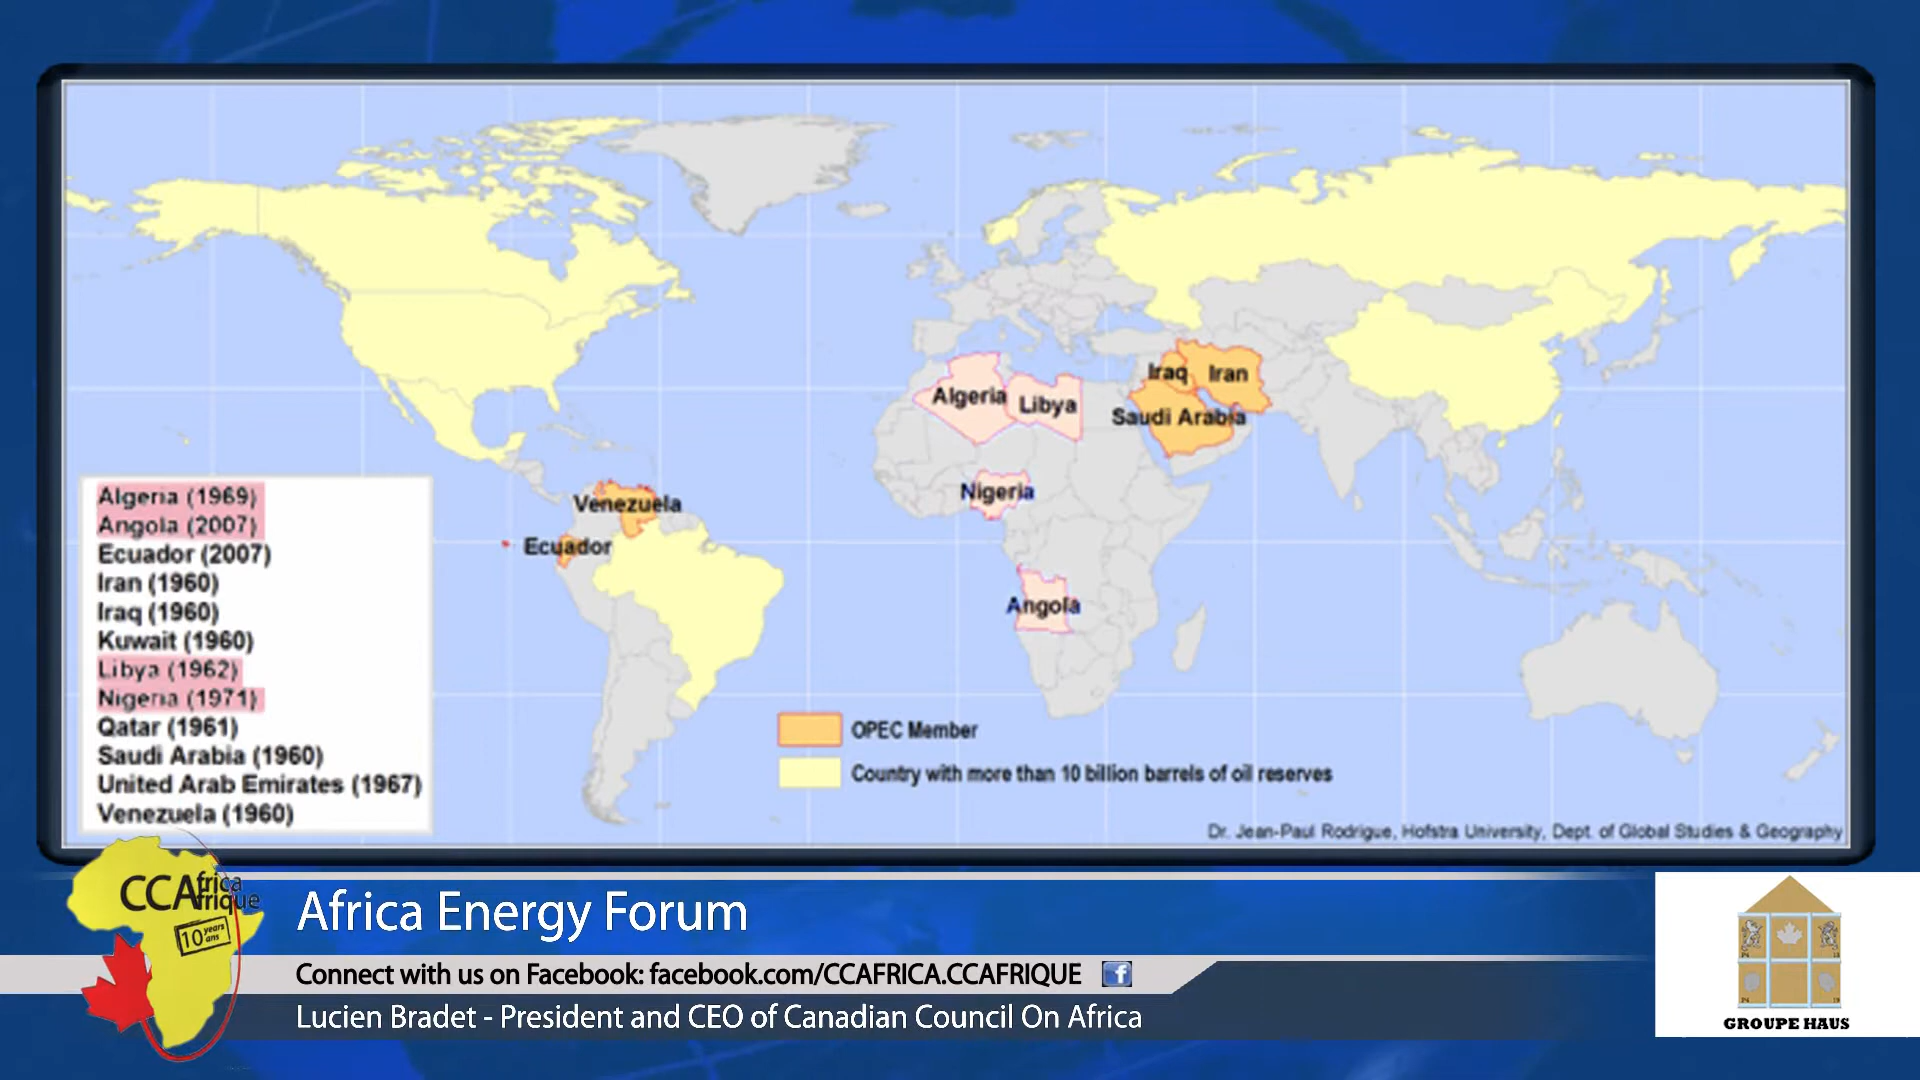 Iraq
Iran
Algeria
Libya
Saudi Arabia
Nigeria
Venezuela
Ecuador
Angola
Algeria (1969)
Angola (2007)
Ecuador (2007)
Iran (1960)
Iraq (1960)
Kuwait (1960)
Libya (1962)
Nigeria (1971)
Qatar (1961)
Saudi Arabia (1960)
United Arab Emirates (1967)
Venezuela (1960)
OPEC Member
Country with more than 10 billion barrels of oil reserves
Dr. Jean-Paul Rodrigue, Hofstra University, Dept. of Global Studies & Geography
CCAfrica
Afrique
10 years
ans
Africa Energy Forum
Connect with us on Facebook: facebook.com/CCAFRICA.CCAFRIQUE f
Lucien Bradet - President and CEO of Canadian Council On Africa
GROUPE HAUS